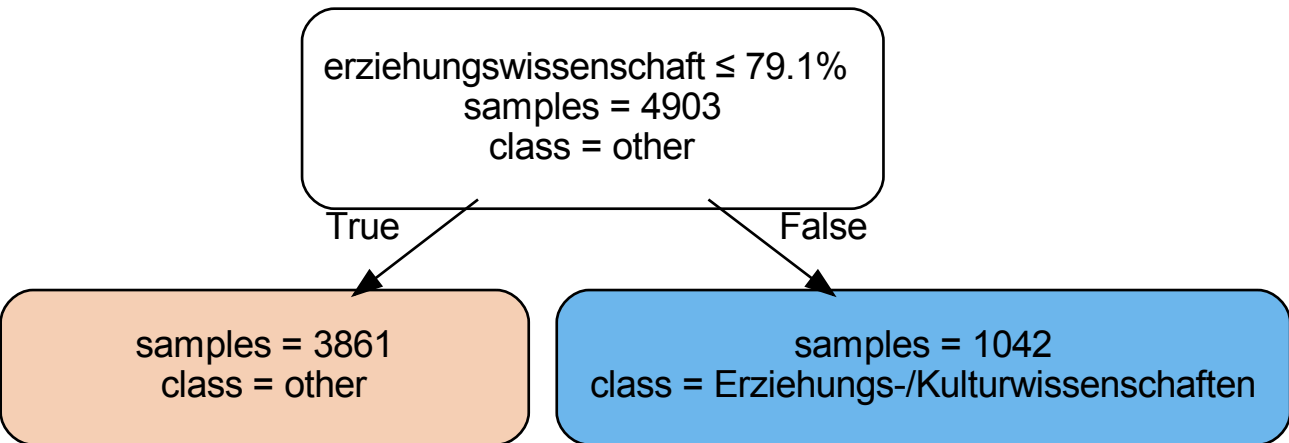 erziehungswissenschaft ≤ 79.1%
samples = 4903
class = other
True
False
samples = 3861
class = other
samples = 1042
class = Erziehungs-/Kulturwissenschaften